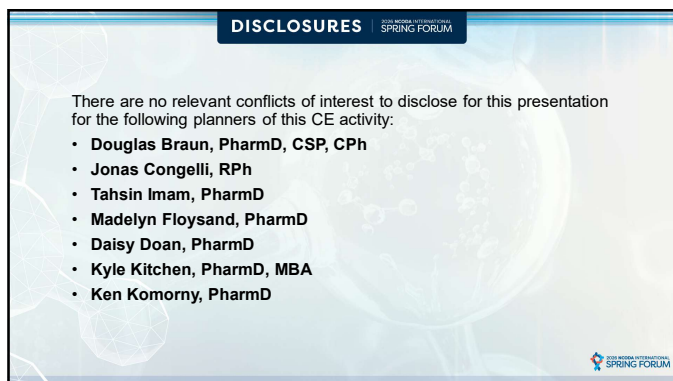 DISCLOSURES
2026 NCODA INTERNATIONAL
SPRING FORUM
There are no relevant conflicts of interest to disclose for this presentation
for the following planners of this CE activity:
• Douglas Braun, PharmD, CSP, CPh
• Jonas Congelli, RPh
• Tahsin Imam, PharmD
• Madelyn Floysand, PharmD
• Daisy Doan, PharmD
• Kyle Kitchen, PharmD, MBA
• Ken Komorny, PharmD
2026 NCODA INTERNATIONAL
SPRING FORUM